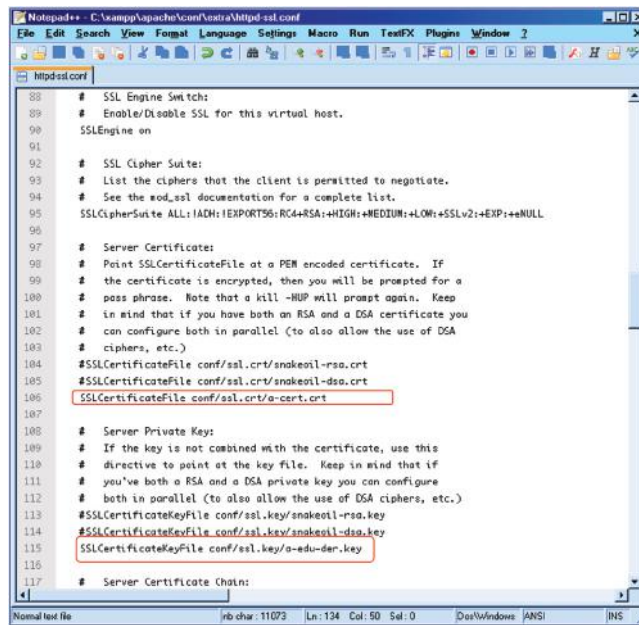 Notepad++ - C:\xampp\apache\conf\extra\httpd-ssl.conf
File Edit Search View Format Language Settings Macro Run TextFX Plugins Window ? X
httpd-ssl.conf
88 # SSL Engine Switch:
89 # Enable/Disable SSL for this virtual host.
90 SSLEngine on
91
92 # SSL Cipher Suite:
93 # List the ciphers that the client is permitted to negotiate.
94 # See the mod_ssl documentation for a complete list.
95 SSLCipherSuite ALL:!ADH:!EXPORT56:RC4+RSA:+HIGH:+MEDIUM:+LOW:+SSLv2:+EXP:+eNULL
96
97 # Server Certificate:
98 # Point SSLCertificateFile at a PEM encoded certificate. If
99 # the certificate is encrypted, then you will be prompted for a
100 # pass phrase. Note that a kill -HUP will prompt again. Keep
101 # in mind that if you have both an RSA and a DSA certificate you
102 # can configure both in parallel (to also allow the use of DSA
103 # ciphers, etc.)
104 #SSLCertificateFile conf/ssl.crt/snakeoil-rsa.crt
105 #SSLCertificateFile conf/ssl.crt/snakeoil-dsa.crt
106 SSLCertificateFile conf/ssl.crt/a-cert.crt
107
108 # Server Private Key:
109 # If the key is not combined with the certificate, use this
110 # directive to point at the key file. Keep in mind that if
111 # you've both a RSA and a DSA private key you can configure
112 # both in parallel (to also allow the use of DSA ciphers, etc.)
113 #SSLCertificateKeyFile conf/ssl.key/snakeoil-rsa.key
114 #SSLCertificateKeyFile conf/ssl.key/snakeoil-dsa.key
115 SSLCertificateKeyFile conf/ssl.key/a-edu-der.key
116
117 # Server Certificate Chain:
Normal text file nb char : 11073 Ln : 134 Col : 50 Sel : 0 Dos\Windows ANSI INS